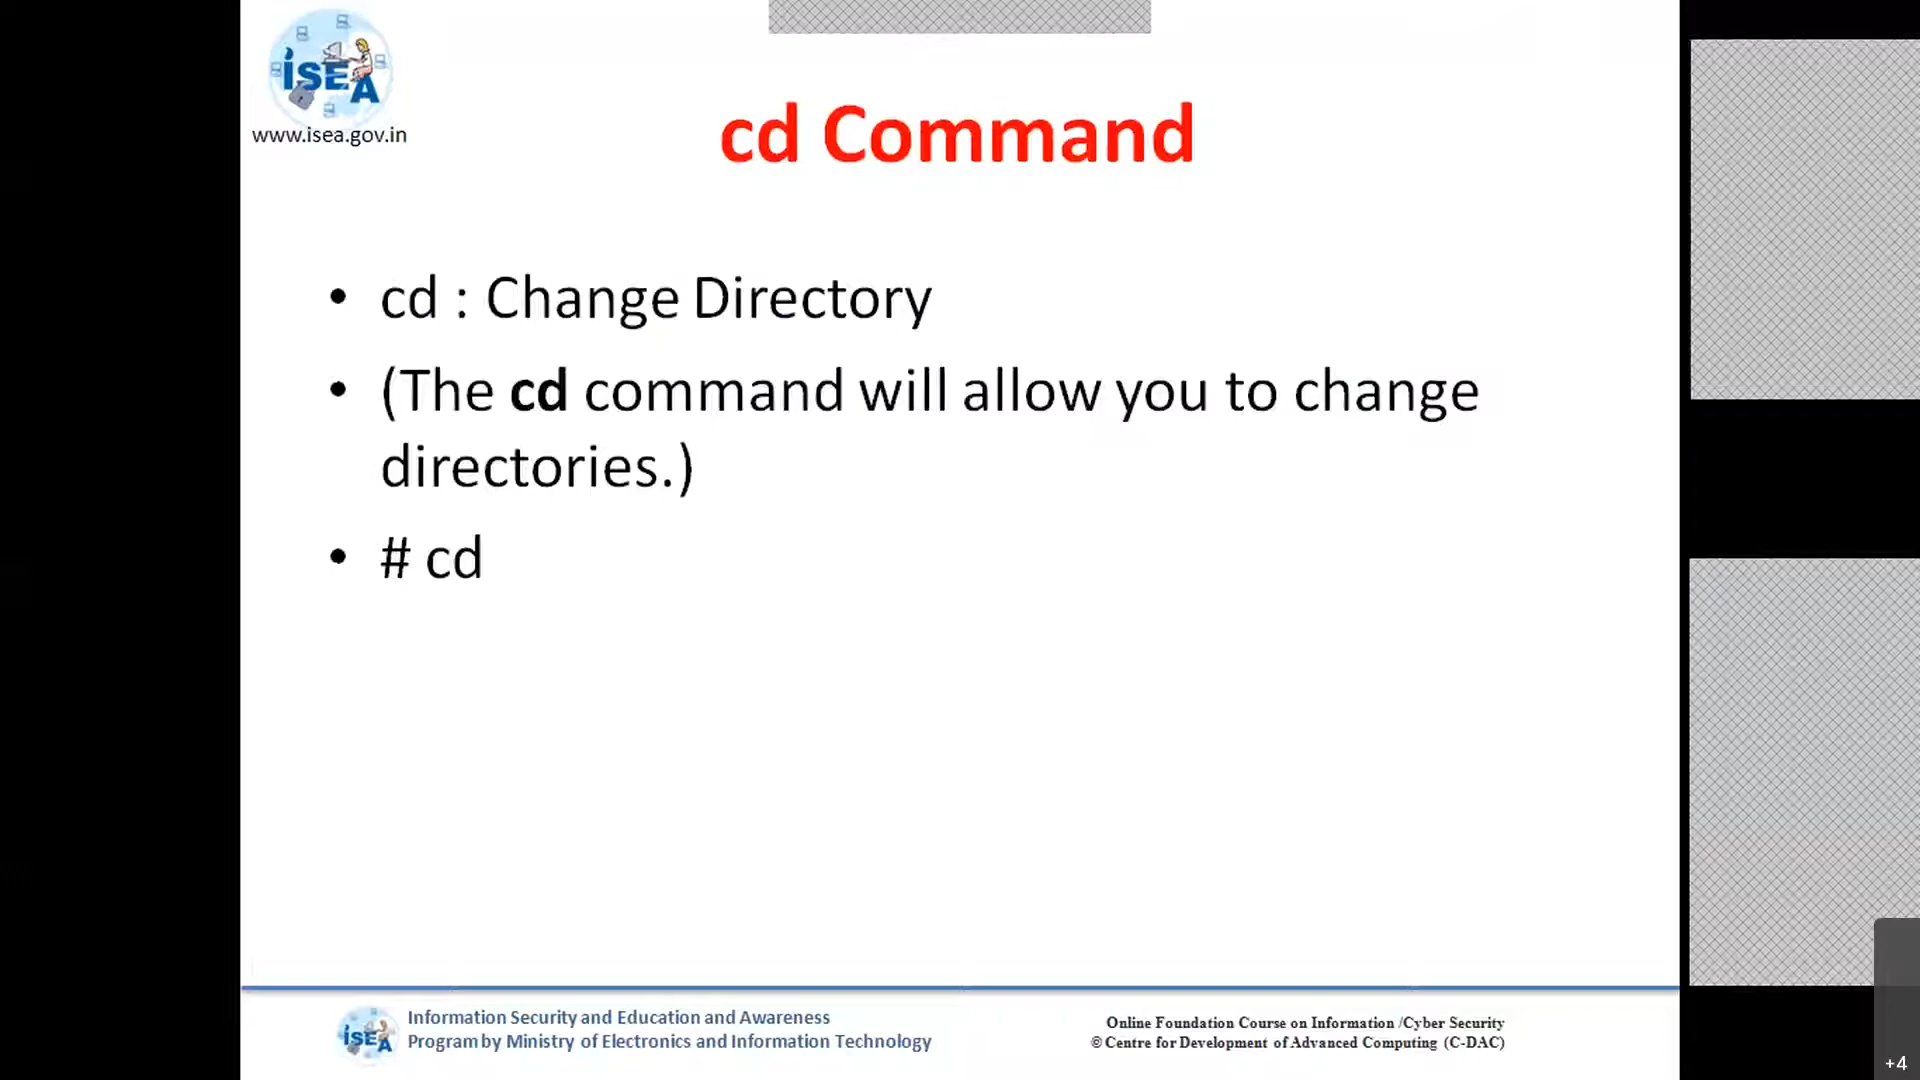 iSEA
www.isea.gov.in
cd Command
• cd : Change Directory
• (The cd command will allow you to change
directories.)
• # cd
iSEA
Information Security and Education and Awareness
Program by Ministry of Electronics and Information Technology
Online Foundation Course on Information /Cyber Security
© Centre for Development of Advanced Computing (C-DAC)
+4